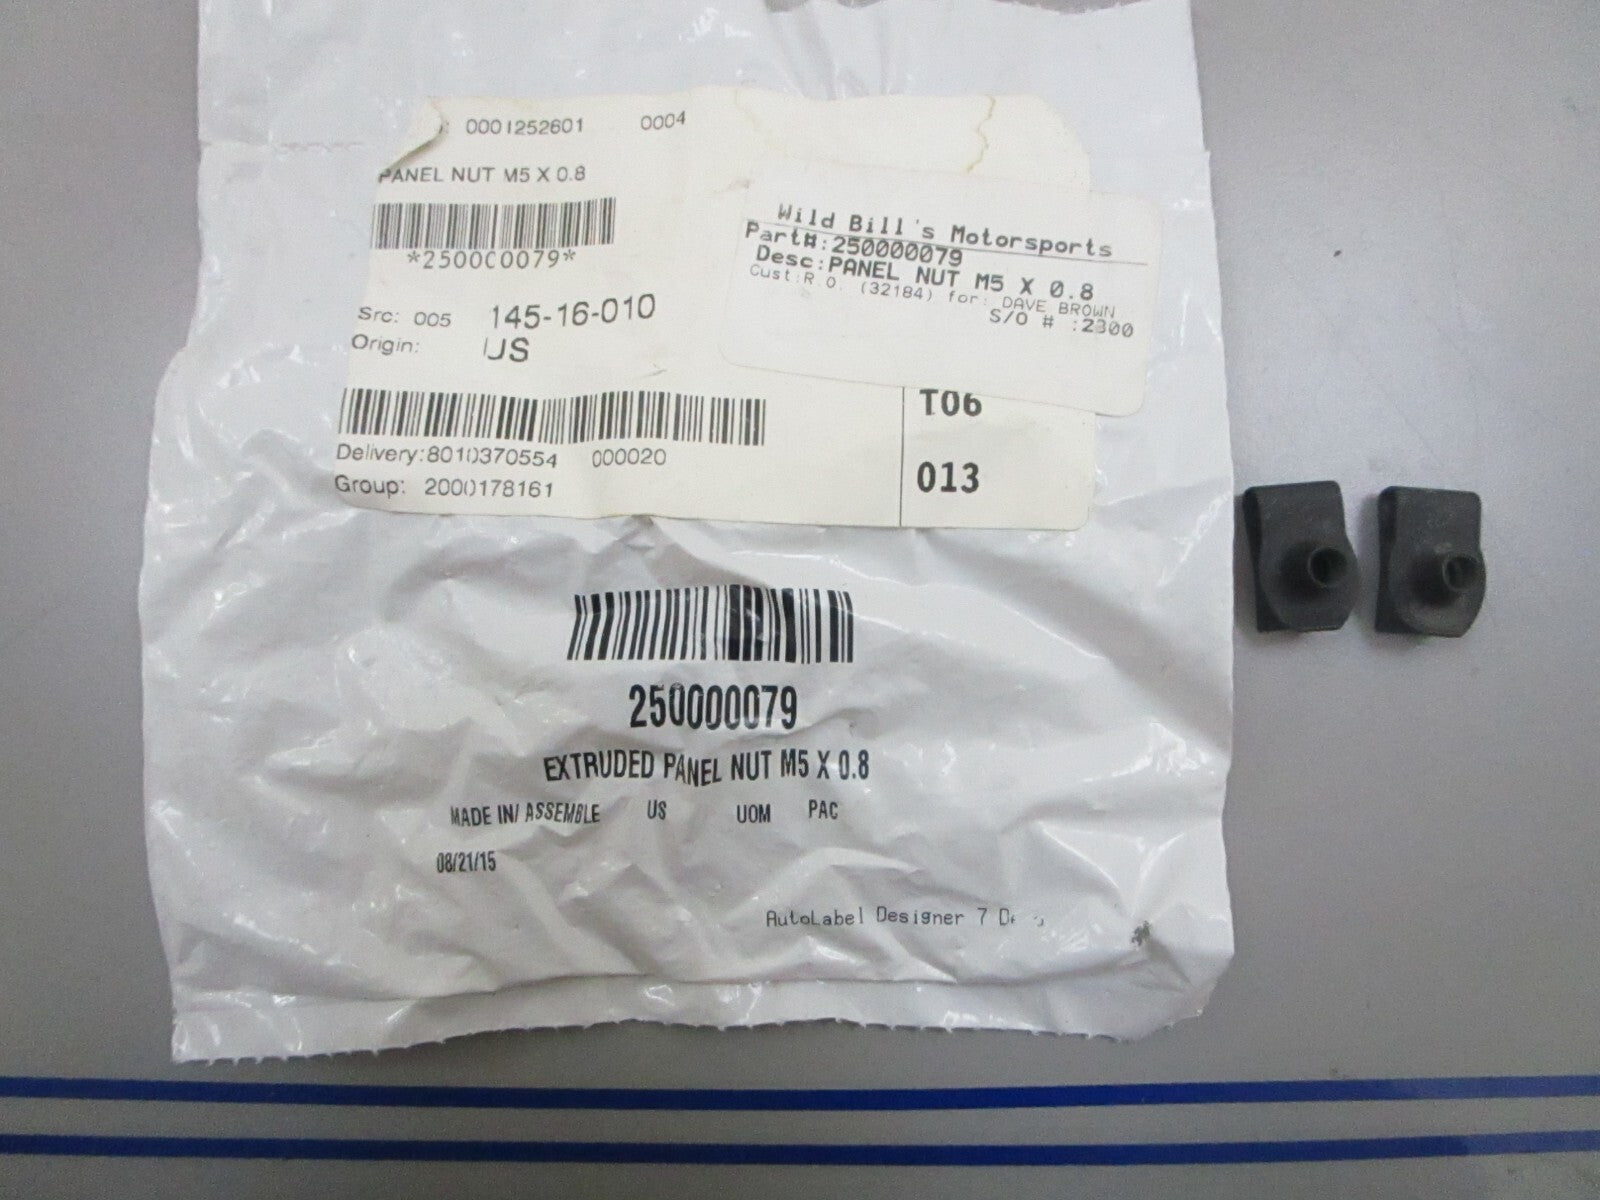 0001252601 0004
PANEL NUT M5 X 0.8
*250000079*
Src: 005 145-16-010
Origin: US
Delivery:8010370554 000020
Group: 2000178161
T06
013
Wild Bill's Motorsports
Part#:250000079
Desc:PANEL NUT M5 X 0.8
Cust:R.O. (32184) for: DAVE BROWN
S/O # :2300
250000079
EXTRUDED PANEL NUT M5 X 0.8
MADE IN/ ASSEMBLE US UOM PAC
08/21/15
AutoLabel Designer 7